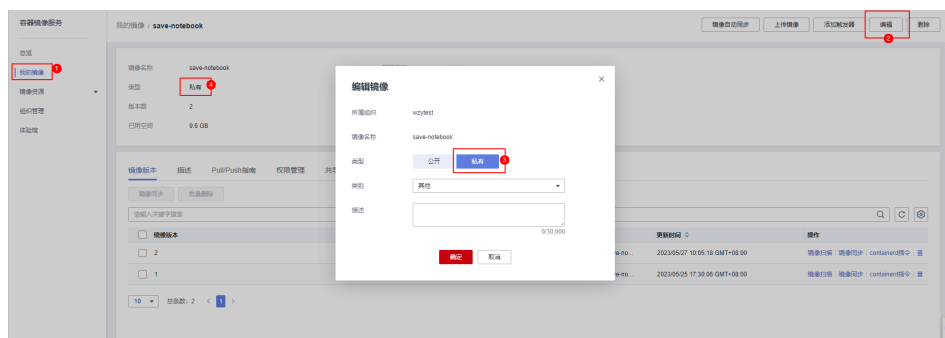 容器镜像服务
我的镜像 / save-notebook
镜像自动同步
上传镜像
添加触发器
编辑
删除
2
总览
我的镜像
1
镜像资源
组织管理
体验馆
镜像名称
save-notebook
类型
私有
4
版本数
2
已用空间
9.6 GB
编辑镜像
×
所属组织
wzytest
镜像名称
save-notebook
类型
公开
私有
3
类别
其他
描述
0/30,000
确定
取消
镜像版本
描述
Pull/Push指南
权限管理
镜像同步
批量删除
请输入关键字搜索
镜像版本
更新时间
操作
2
2023/05/27 10:05:18 GMT+08:00
镜像扫描
镜像同步
containerd指令
1
2023/05/25 17:30:06 GMT+08:00
镜像扫描
镜像同步
containerd指令
10
总条数: 2
<
1
>